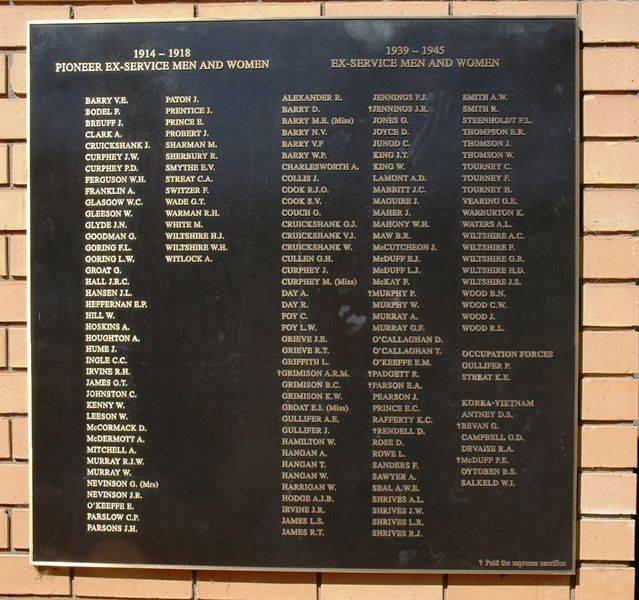 1914 – 1918
PIONEER EX-SERVICE MEN AND WOMEN
BARRY V.E.
BODEL F.
BREUFF J.
CLARK A.
CRUICKSHANK J.
CURPHEY J.W.
CURPHEY P.D.
FERGUSON W.H.
FRANKLIN A.
GLASGOW W.C.
GLEESON W.
GLYDE J.N.
GOODMAN G.
GORING F.L.
GORING L.W.
GROAT G.
HALL J.R.C.
HANSEN J.L.
HEFFERNAN E.P.
HILL W.
HOSKINS A.
HOUGHTON A.
HUME J.
INGLE C.C.
IRVINE R.H.
JAMES G.T.
JOHNSTON C.
KENNY W.
LEESON W.
McCORMACK D.
McDERMOTT A.
MITCHELL A.
MURRAY R.J.W.
MURRAY W.
NEVINSON G. (Mrs)
NEVINSON J.R.
O'KEEFFE E.
PARSLOW C.P.
PARSONS J.H.
PATON J.
PRENTICE J.
PRINCE E.
PROBERT J.
SHARMAN M.
SHERBURY R.
SMYTHE E.V.
STREAT C.A.
SWITZER F.
WADE G.T.
WARMAN R.H.
WHITE M.
WILTSHIRE H.J.
WILTSHIRE W.H.
WITLOCK A.
1939 – 1945
EX-SERVICE MEN AND WOMEN
ALEXANDER R.
BARRY D.
BARRY M.E. (Miss)
BARRY N.V.
BARRY V.F
BARRY W.P.
CHARLESWORTH A.
COLLIS J.
COOK R.J.O.
COOK S.V.
COUCH G.
CRUICKSHANK G.J.
CRUICKSHANK V.J.
CRUICKSHANK W.
CULLEN G.H.
CURPHEY J.
CURPHEY M. (Miss)
DAY A.
DAY R.
FOY C.
FOY L.W.
GRIEVE J.E.
GRIEVE R.T.
GRIFFITH L.
†GRIMISON A.R.M.
GRIMISON B.C.
GRIMISON K.W.
GROAT E.I. (Miss)
GULLIFER A.E.
GULLIFER J.
HAMILTON W.
HANGAN A.
HANGAN T.
HANGAN W.
HARRIGAN W.
HODGE A.J.B.
IRVINE J.R.
JAMES L.S.
JAMES R.T.
JENNINGS F.J.
†JENNINGS J.R.
JONES G.
JOYCE D.
JUNOD C.
KING J.T.
KING W.
LAMONT A.D.
MABBITT J.C.
MAGUIRE J.
MAHER J.
MAHONY W.H.
MAW B.R.
McCUTCHEON J.
McDUFF E.J.
McDUFF L.J.
McKAY F.
†MURPHY P.
MURPHY W.
MURRAY A.
MURRAY G.F.
O'CALLAGHAN D.
O'CALLAGHAN T.
O'KEEFFE E.M.
†PADGETT R.
†PARSON E.A.
PEARSON J.
PRINCE E.C.
RAFFERTY K.C.
†RENDELL D.
ROSE D.
ROWE L.
SANDERS F.
SAWYER A.
SEAL A.W.E.
SHRIVES A.L.
SHRIVES J.W.
SHRIVES L.R.
SHRIVES R.J.
SMITH A.W.
SMITH R.
STEENHOLDT F.L.
THOMPSON E.R.
THOMSON J.
THOMSON W.
TOURNEY C.
TOURNEY F.
TOURNEY H.
VEARING G.E.
WARBURTON K.
WATERS A.L.
WILTSHIRE A.C.
WILTSHIRE F.
WILTSHIRE G.R.
WILTSHIRE H.D.
WILTSHIRE J.S.
WOOD B.N.
WOOD C.W.
WOOD J.
WOOD R.L.
OCCUPATION FORCES
GULLIFER P.
STREAT K.E.
KOREA-VIETNAM
ANTNEY D.S.
†BEVAN G.
CAMPBELL G.D.
DEVAISE R.A.
†McDUFF P.E.
OYTOBEN B.S.
SALKELD W.I.
† Paid the supreme sacrifice